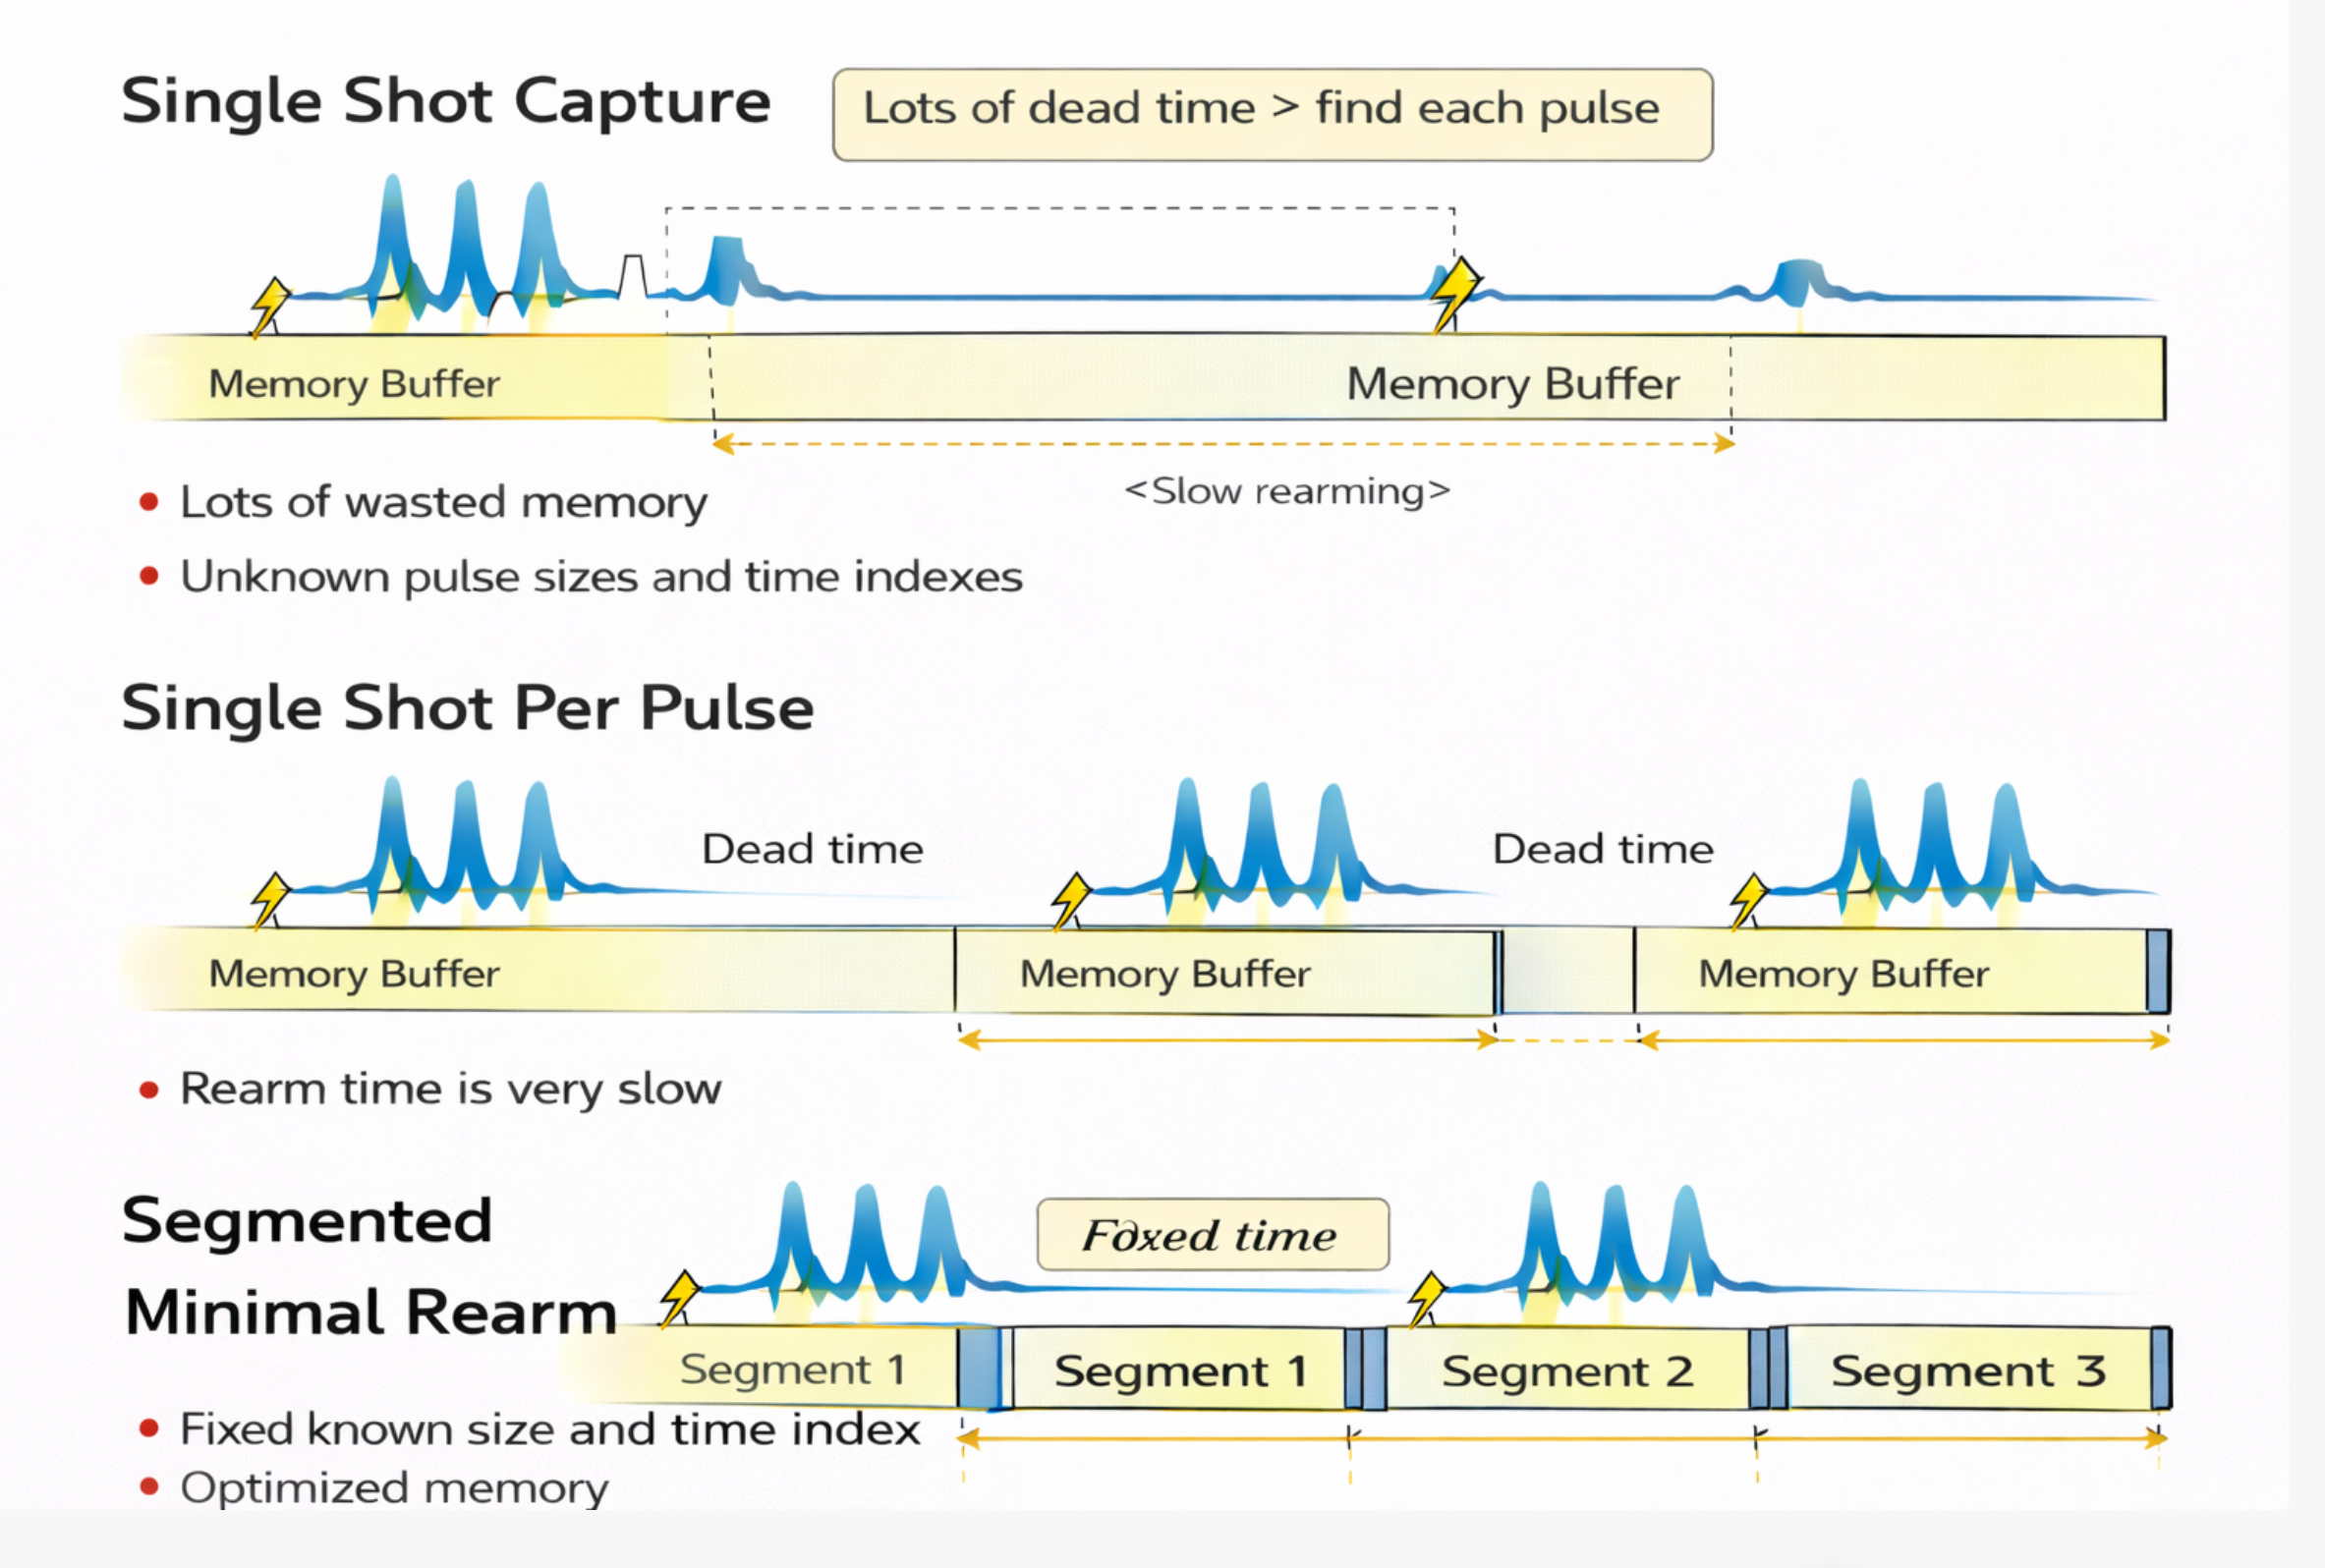 Single Shot Capture
Lots of dead time > find each pulse
Memory Buffer
Memory Buffer
<Slow rearming>
• Lots of wasted memory
• Unknown pulse sizes and time indexes
Single Shot Per Pulse
Dead time
Dead time
Memory Buffer
Memory Buffer
Memory Buffer
• Rearm time is very slow
Segmented
Minimal Rearm
time
Segment 1
Segment 1
Segment 2
Segment 3
• Fixed known size and time index
• Optimized memory